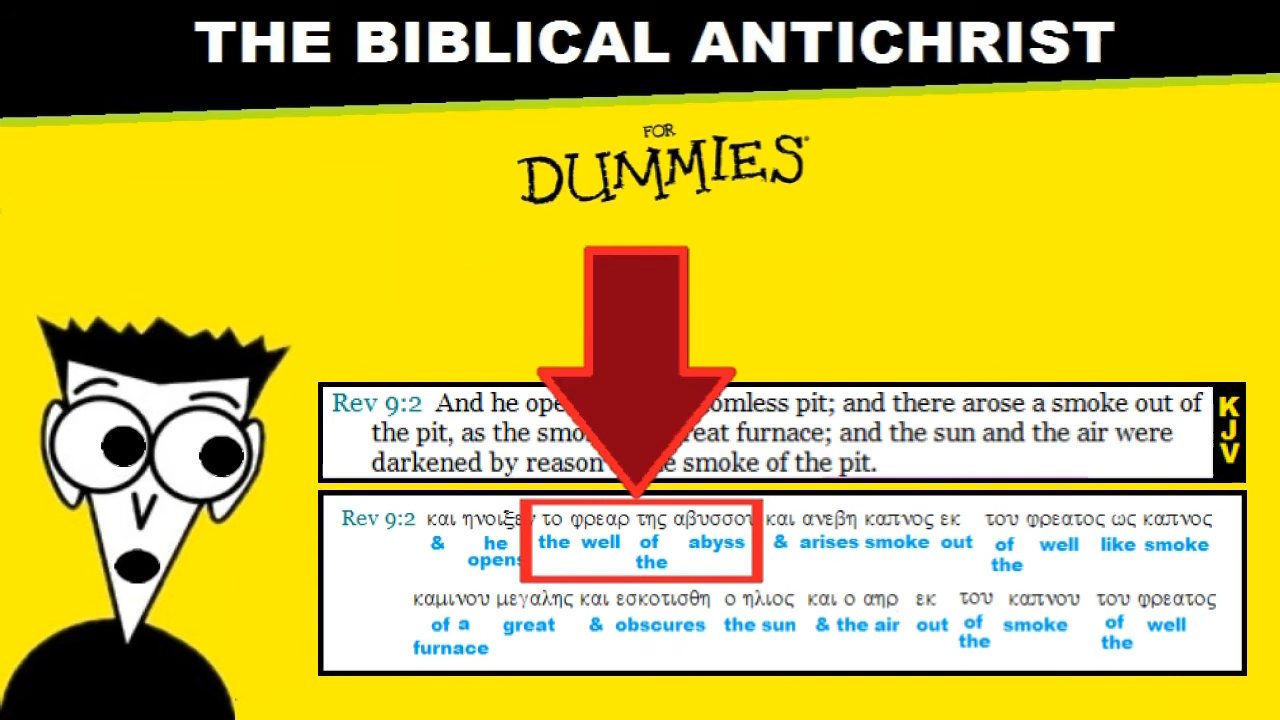 THE BIBLICAL ANTICHRIST
FOR
DUMMIES
Rev 9:2 And he ope omless pit; and there arose a smoke out of
the pit, as the smo reat furnace; and the sun and the air were
darkened by reason e smoke of the pit.
KJV
Rev 9:2 και ηνοιξεν το φρεαρ της αβυσσου και ανεβη καπνος εκ του φρεατος ως καπνος
& he the well of abyss & arises smoke out of well like smoke
opens the the
καμινου μεγαλης και εσκοτισθη ο ηλιος και ο αηρ εκ του καπνου του φρεατος
of a great & obscures the sun & the air out of smoke of well
furnace the the